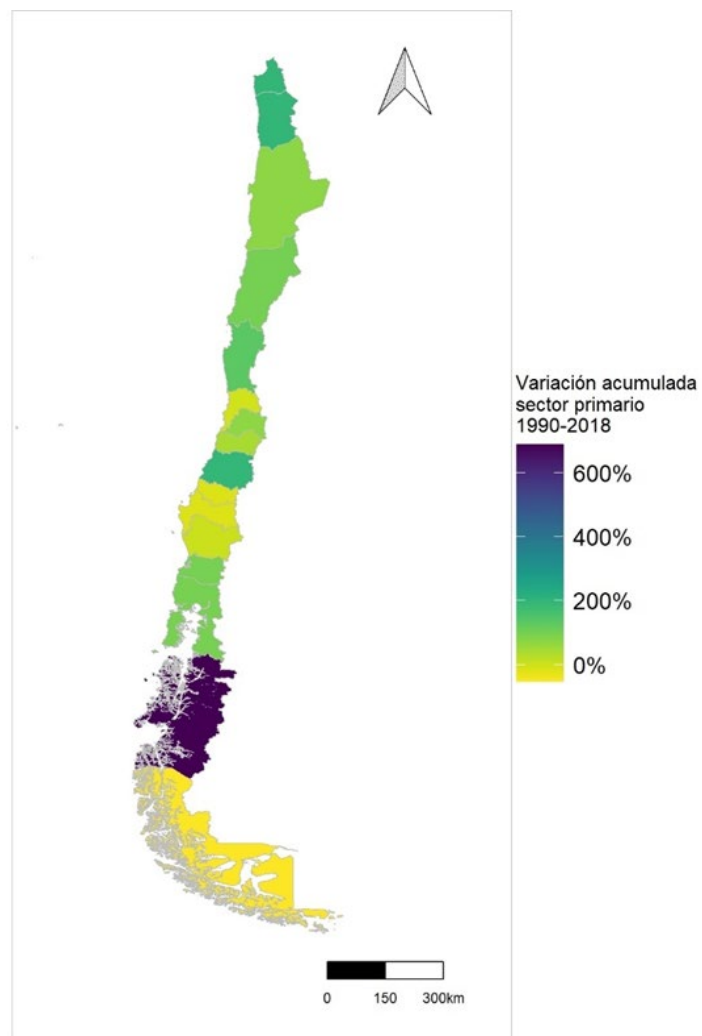 Variación acumulada
sector primario
1990-2018
600%
400%
200%
0%
0 150 300km